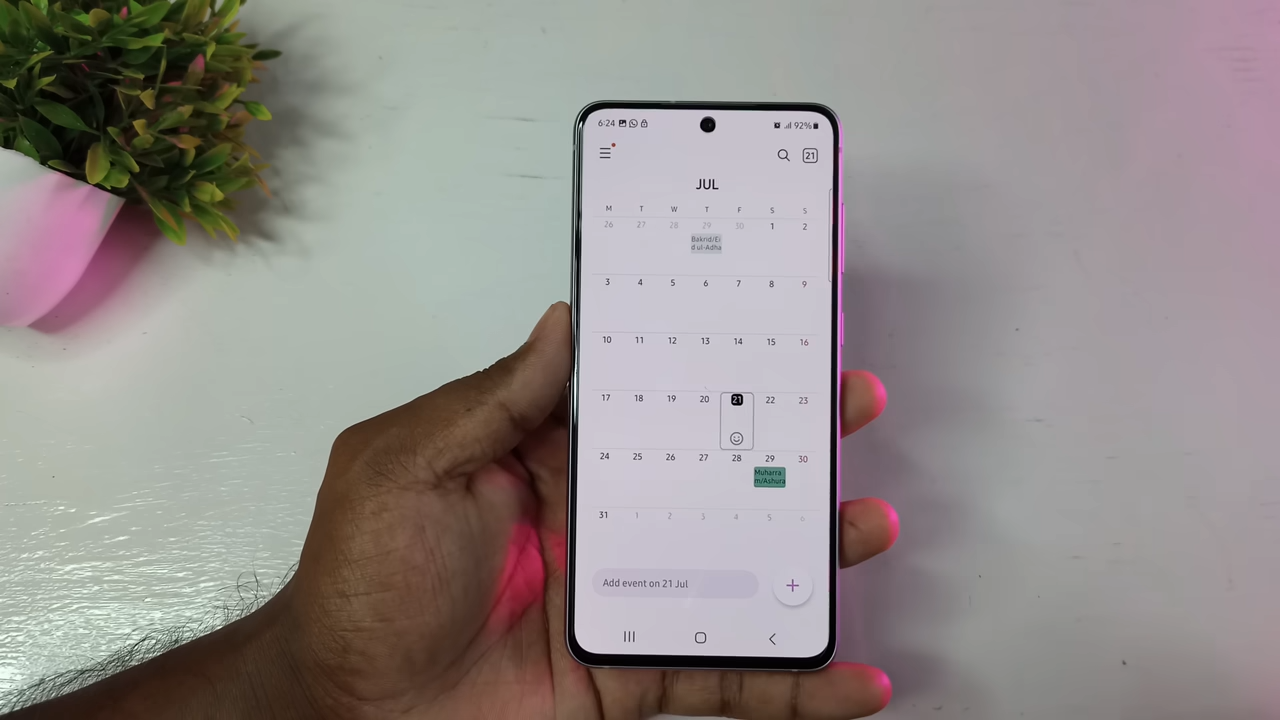 6:24 92%
21
JUL
M T W T F S S
26 27 28 29 30 1 2
Bakrid/Ei
d ul-Adha
3 4 5 6 7 8 9
10 11 12 13 14 15 16
17 18 19 20 21 22 23
24 25 26 27 28 29 30
Muharra
m/Ashura
31 1 2 3 4 5 6
Add event on 21 Jul